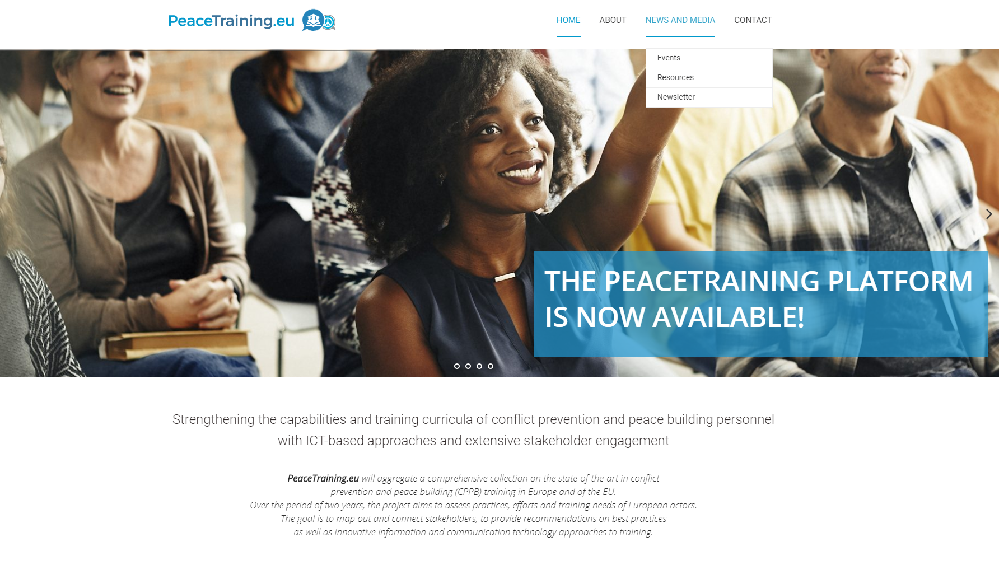 PeaceTraining.eu
HOME
ABOUT
NEWS AND MEDIA
CONTACT
Events
Resources
Newsletter
THE PEACETRAINING PLATFORM
IS NOW AVAILABLE!
Strengthening the capabilities and training curricula of conflict prevention and peace building personnel
with ICT-based approaches and extensive stakeholder engagement
PeaceTraining.eu will aggregate a comprehensive collection on the state-of-the-art in conflict
prevention and peace building (CPPB) training in Europe and of the EU.
Over the period of two years, the project aims to assess practices, efforts and training needs of European actors.
The goal is to map out and connect stakeholders, to provide recommendations on best practices
as well as innovative information and communication technology approaches to training.